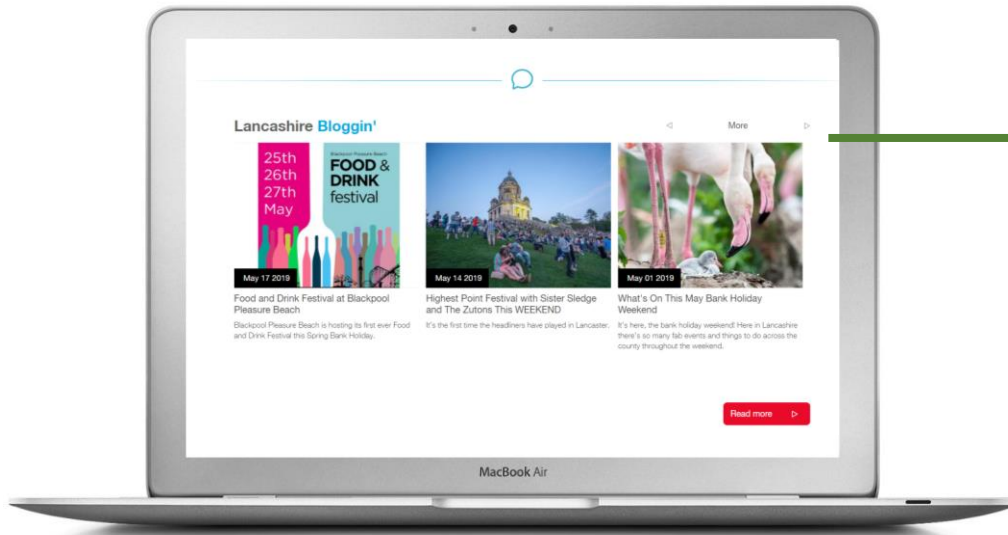 Lancashire Bloggin'
More
25th
26th
27th
May
Blackpool Pleasure Beach
FOOD &
DRINK
festival
May 17 2019
Food and Drink Festival at Blackpool
Pleasure Beach
Blackpool Pleasure Beach is hosting its first ever Food
and Drink Festival this Spring Bank Holiday.
May 14 2019
Highest Point Festival with Sister Sledge
and The Zutons This WEEKEND
It's the first time the headliners have played in Lancaster.
May 01 2019
What's On This May Bank Holiday
Weekend
It's here, the bank holiday weekend! Here in Lancashire
there's so many fab events and things to do across the
county throughout the weekend.
Read more
MacBook Air